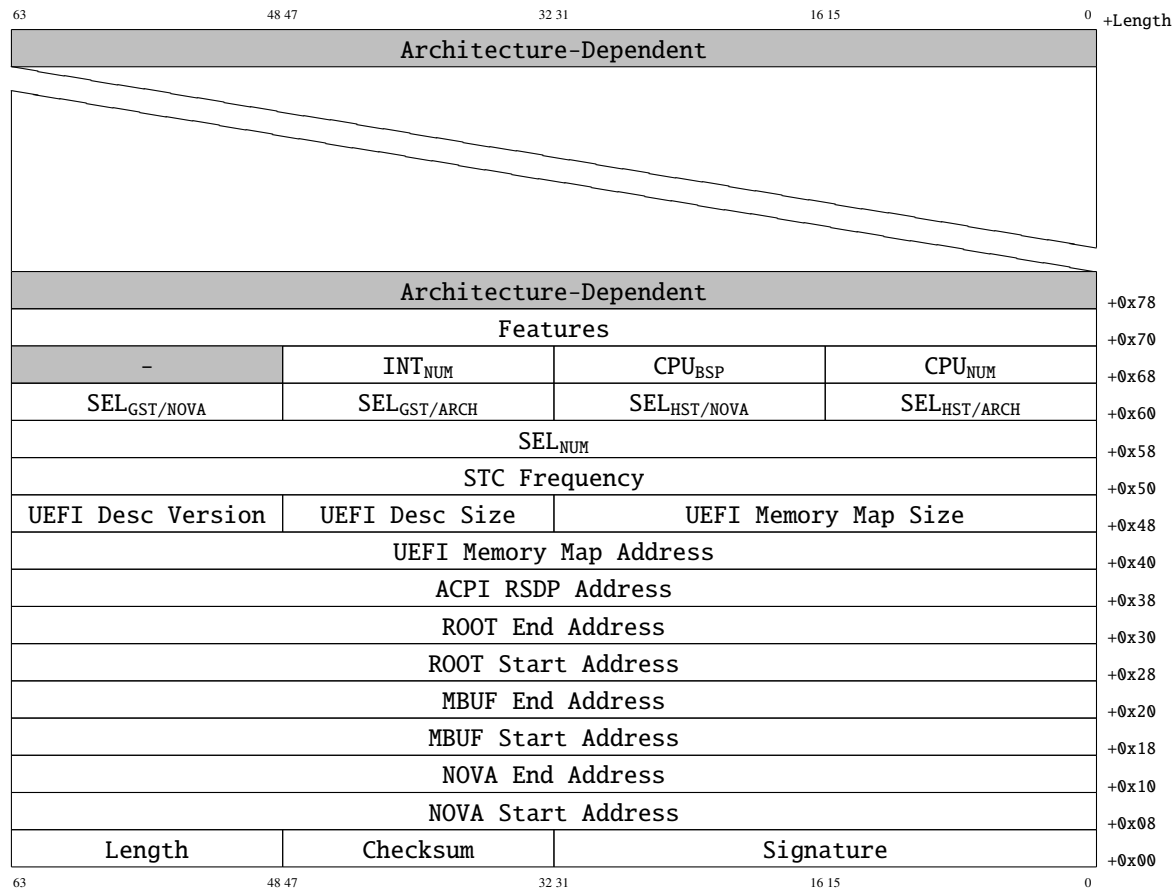 63 48 47 32 31 16 15 0 +Length
Architecture-Dependent
Architecture-Dependent +0x78
Features +0x70
– INT_NUM CPU_BSP CPU_NUM +0x68
SEL_GST/NOVA SEL_GST/ARCH SEL_HST/NOVA SEL_HST/ARCH +0x60
SEL_NUM +0x58
STC Frequency +0x50
UEFI Desc Version UEFI Desc Size UEFI Memory Map Size +0x48
UEFI Memory Map Address +0x40
ACPI RSDP Address +0x38
ROOT End Address +0x30
ROOT Start Address +0x28
MBUF End Address +0x20
MBUF Start Address +0x18
NOVA End Address +0x10
NOVA Start Address +0x08
Length Checksum Signature +0x00
63 48 47 32 31 16 15 0